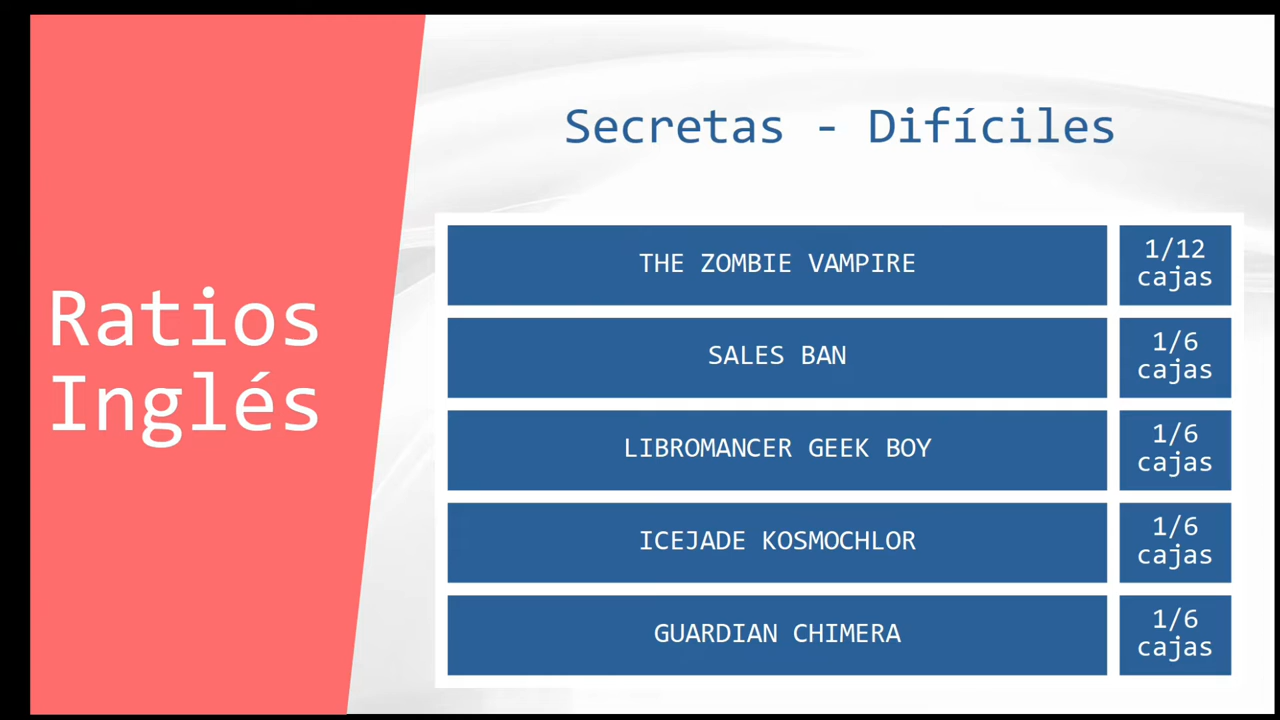 Ratios
Inglés
Secretas - Difíciles
THE ZOMBIE VAMPIRE
1/12
cajas
SALES BAN
1/6
cajas
LIBROMANCER GEEK BOY
1/6
cajas
ICEJADE KOSMOCHLOR
1/6
cajas
GUARDIAN CHIMERA
1/6
cajas